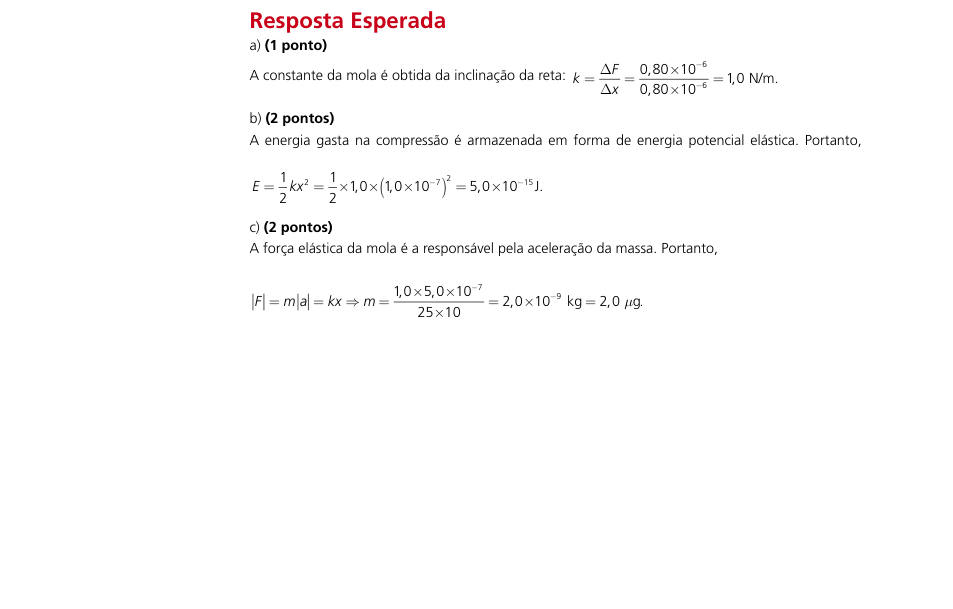 Resposta Esperada
a) (1 ponto)
A constante da mola é obtida da inclinação da reta: k = ΔF/Δx = 0,80×10⁻⁶/0,80×10⁻⁶ = 1,0 N/m.
b) (2 pontos)
A energia gasta na compressão é armazenada em forma de energia potencial elástica. Portanto,
E = 1/2 kx² = 1/2 ×1,0×(1,0×10⁻⁷)² = 5,0×10⁻¹⁵ J.
c) (2 pontos)
A força elástica da mola é a responsável pela aceleração da massa. Portanto,
|F| = m|a| = kx ⇒ m = 1,0×5,0×10⁻⁷/25×10 = 2,0×10⁻⁹ kg = 2,0 μg.